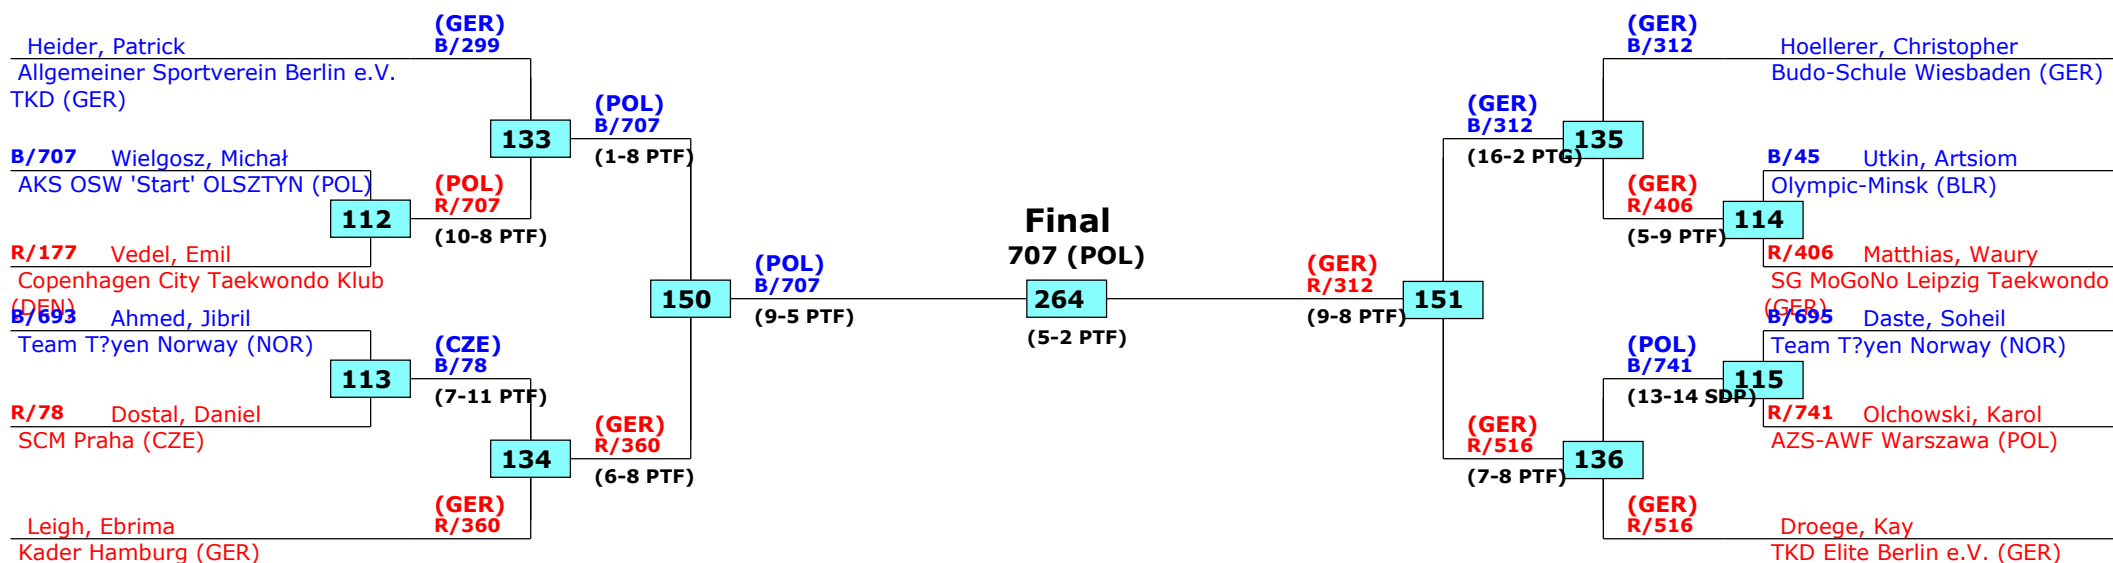 (GER)
B/299
Heider, Patrick
Allgemeiner Sportverein Berlin e.V.
TKD (GER)
(POL)
B/707
133
(1-8 PTF)
B/707 Wielgosz, Michał
AKS OSW 'Start' OLSZTYN (POL)
(POL)
R/707
112
(10-8 PTF)
R/177 Vedel, Emil
Copenhagen City Taekwondo Klub
(DEN)
(POL)
B/707
150
(9-5 PTF)
B/693 Ahmed, Jibril
Team T?yen Norway (NOR)
(CZE)
B/78
113
(7-11 PTF)
R/78 Dostal, Daniel
SCM Praha (CZE)
(GER)
R/360
134
(6-8 PTF)
(GER)
R/360
Leigh, Ebrima
Kader Hamburg (GER)
Final
707 (POL)
264
(5-2 PTF)
(GER)
B/312
Hoellerer, Christopher
Budo-Schule Wiesbaden (GER)
(GER)
B/312
135
(16-2 PTG)
B/45 Utkin, Artsiom
Olympic-Minsk (BLR)
(GER)
R/406
114
(5-9 PTF)
R/406 Matthias, Waury
SG MoGoNo Leipzig Taekwondo
(GER)
(GER)
R/312
151
(9-8 PTF)
B/695 Daste, Soheil
Team T?yen Norway (NOR)
(POL)
B/741
115
(13-14 SDP)
R/741 Olchowski, Karol
AZS-AWF Warszawa (POL)
(GER)
R/516
136
(7-8 PTF)
(GER)
R/516
Droege, Kay
TKD Elite Berlin e.V. (GER)